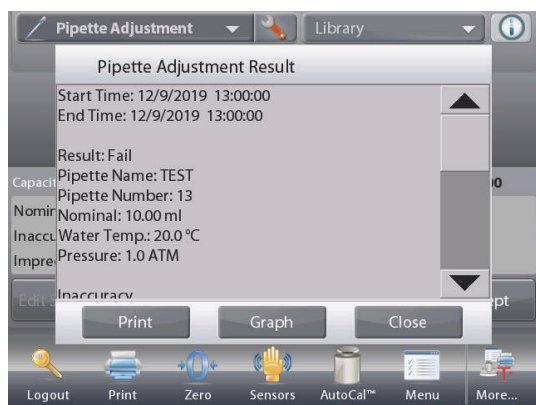 Pipette Adjustment
Library
Pipette Adjustment Result
Start Time: 12/9/2019 13:00:00
End Time: 12/9/2019 13:00:00
Result: Fail
Pipette Name: TEST
Pipette Number: 13
Nominal: 10.00 ml
Water Temp.: 20.0 °C
Pressure: 1.0 ATM
Inaccuracy
Print Graph Close
Logout Print Zero Sensors AutoCal™ Menu More...